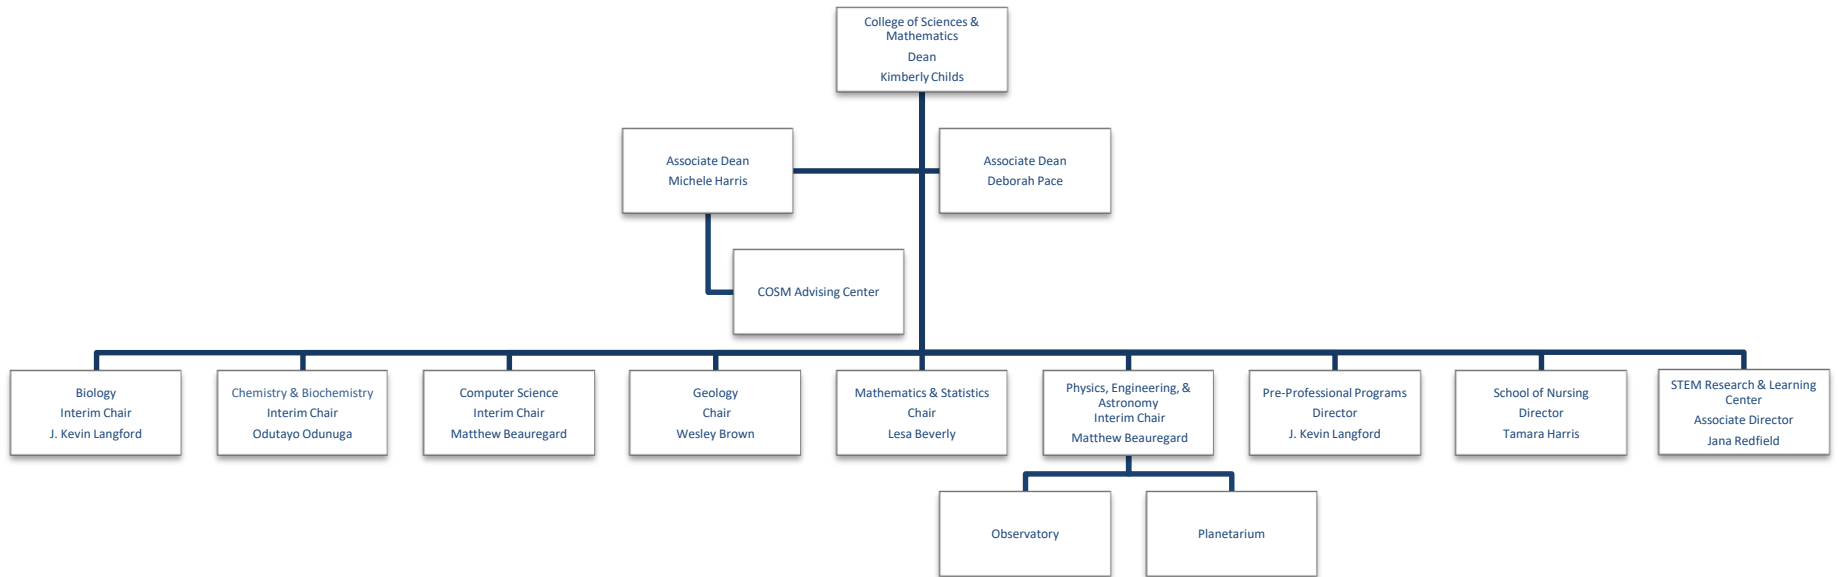 College of Sciences &
Mathematics
Dean
Kimberly Childs
Associate Dean
Michele Harris
Associate Dean
Deborah Pace
COSM Advising Center
Biology
Interim Chair
J. Kevin Langford
Chemistry & Biochemistry
Interim Chair
Odutayo Odunuga
Computer Science
Interim Chair
Matthew Beauregard
Geology
Chair
Wesley Brown
Mathematics & Statistics
Chair
Lesa Beverly
Physics, Engineering, &
Astronomy
Interim Chair
Matthew Beauregard
Pre-Professional Programs
Director
J. Kevin Langford
School of Nursing
Director
Tamara Harris
STEM Research & Learning
Center
Associate Director
Jana Redfield
Observatory
Planetarium